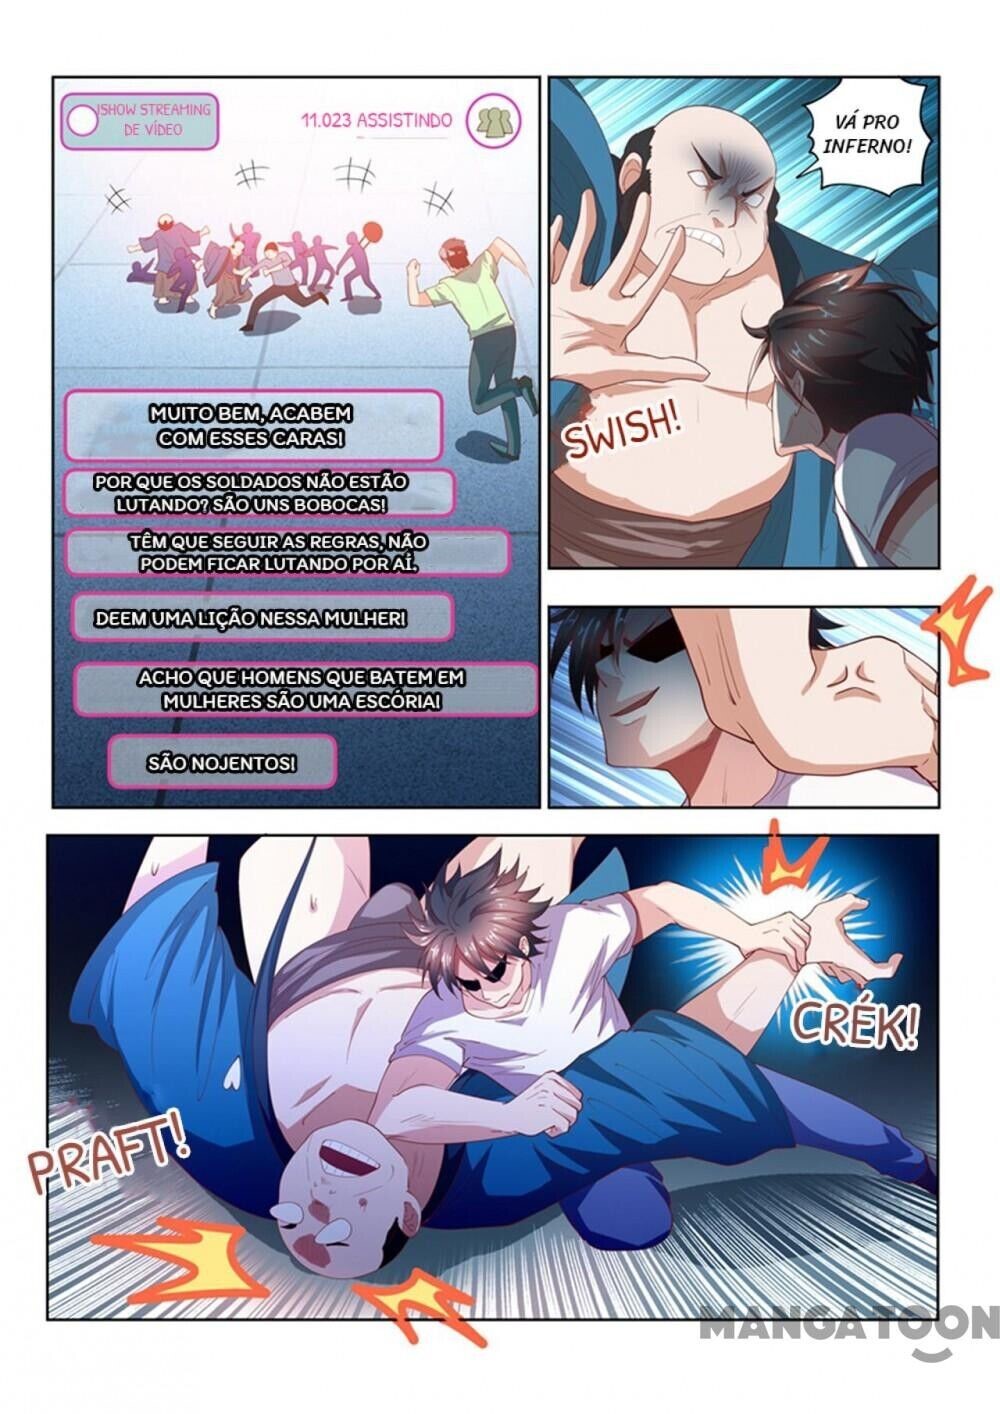 ISHOW STREAMING
DE VÍDEO
11.023 ASSISTINDO
MUITO BEM, ACABEM
COM ESSES CARAS!
POR QUE OS SOLDADOS NÃO ESTÃO
LUTANDO? SÃO UNS BOBOCAS!
TÊM QUE SEGUIR AS REGRAS, NÃO
PODEM FICAR LUTANDO POR AÍ.
DEEM UMA LIÇÃO NESSA MULHER!
ACHO QUE HOMENS QUE BATEM EM
MULHERES SÃO UMA ESCÓRIA!
SÃO NOJENTOS!
VÁ PRO
INFERNO!
SWISH!
CRÉK!
PRAFT!
MANGATOON